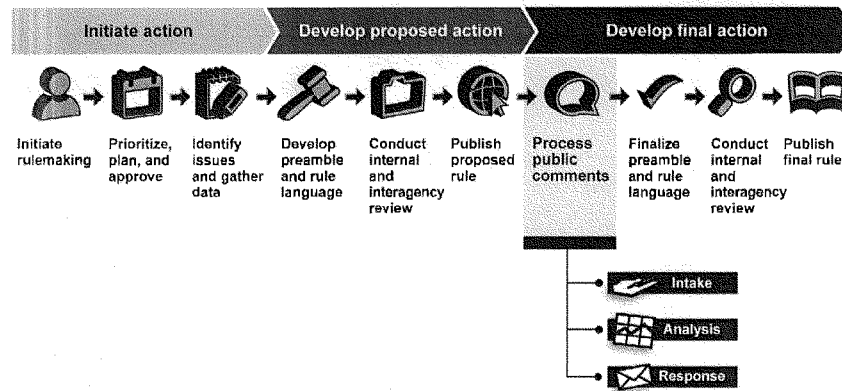 Initiate action
Develop proposed action
Develop final action
Initiate
rulemaking
Prioritize,
plan, and
approve
Identify
issues
and gather
data
Develop
preamble
and rule
language
Conduct
internal
and
interagency
review
Publish
proposed
rule
Process
public
comments
Finalize
preamble
and rule
language
Conduct
internal
and
interagency
review
Publish
final rule
Intake
Analysis
Response